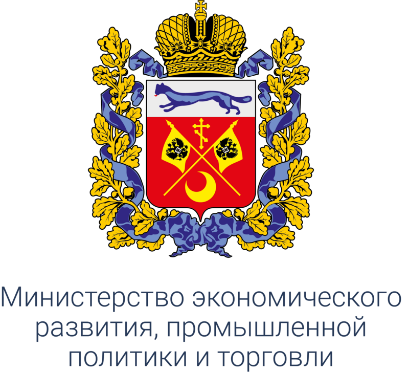 Министерство экономического
развития, промышленной
политики и торговли